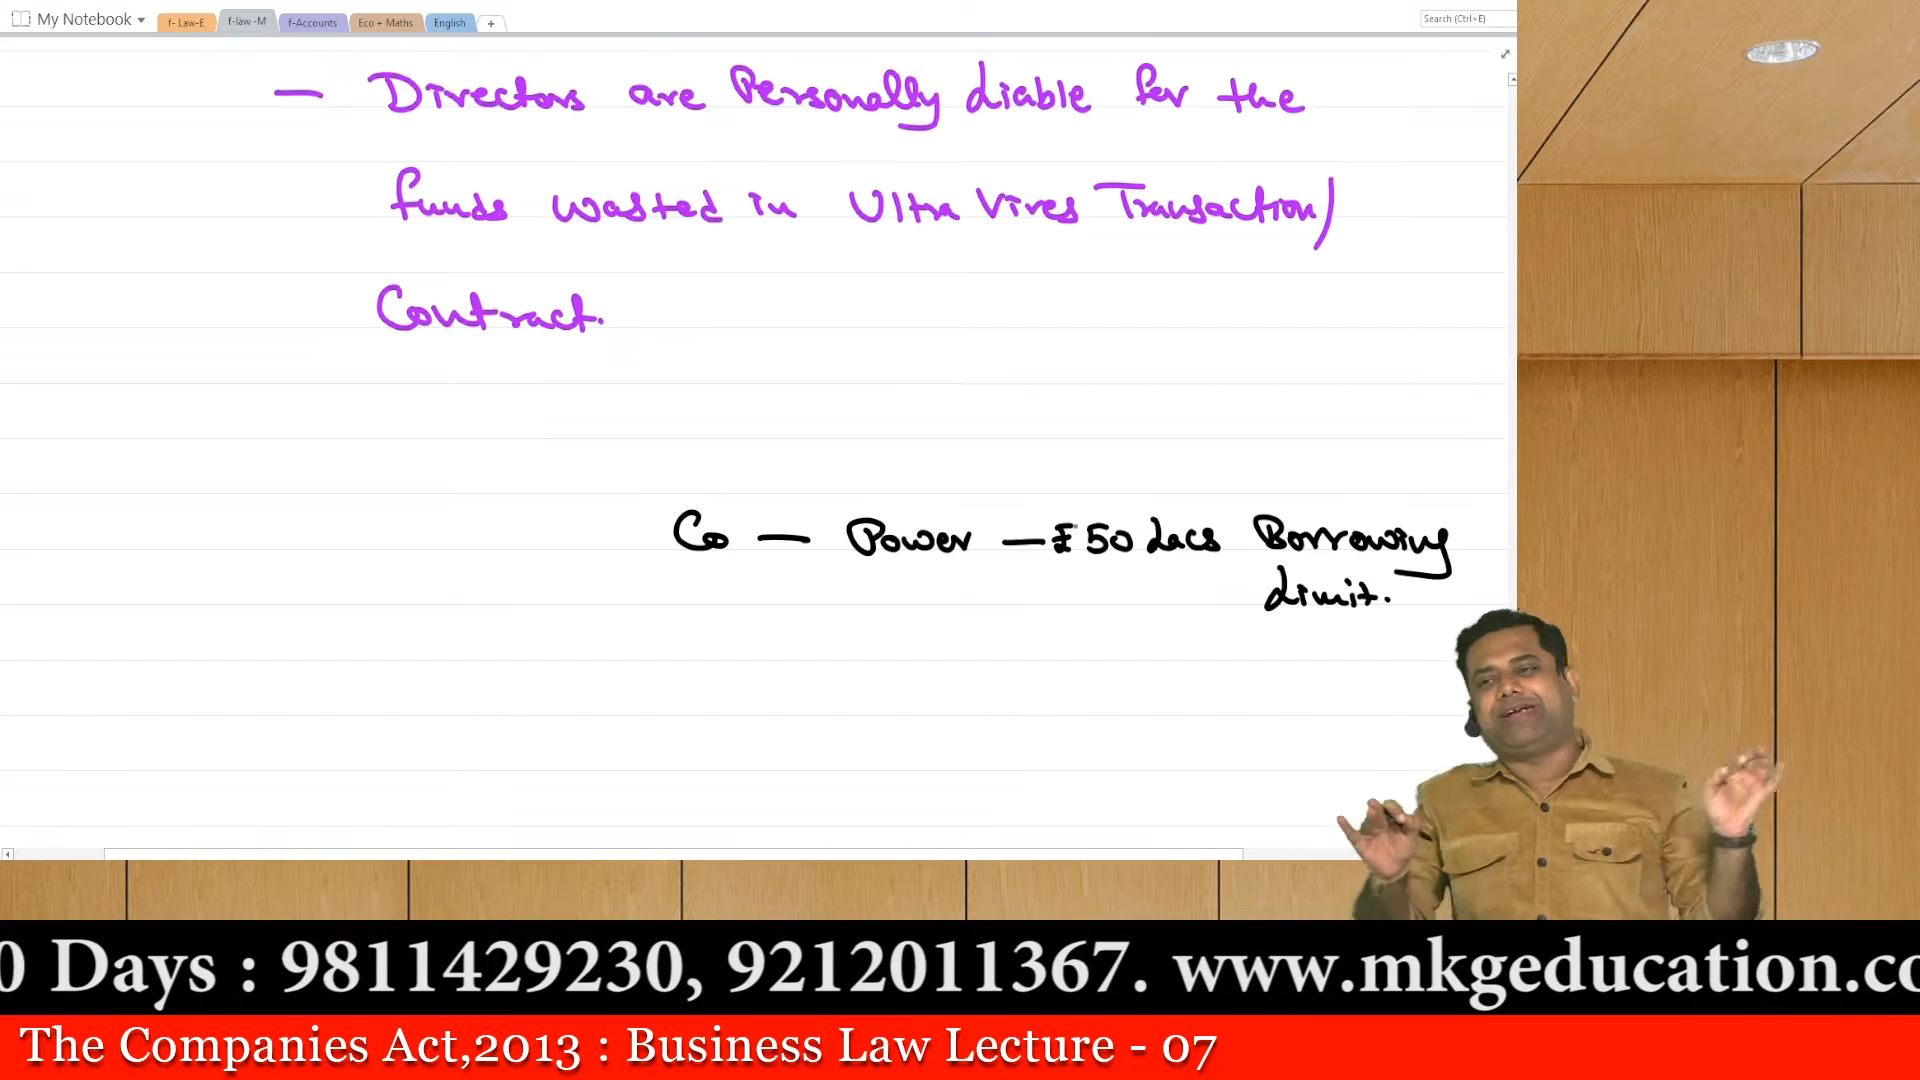 My Notebook
f- Law-E
f-law -M
f-Accounts
Eco + Maths
English
+
Search (Ctrl+E)
— Directors are Personally Liable for the
funds wasted in Ultra Vires Transaction/
Contract.
Co — Power — ₹50 Lacs Borrowing
Limit.
0 Days : 9811429230, 9212011367. www.mkgeducation.co
The Companies Act,2013 : Business Law Lecture - 07